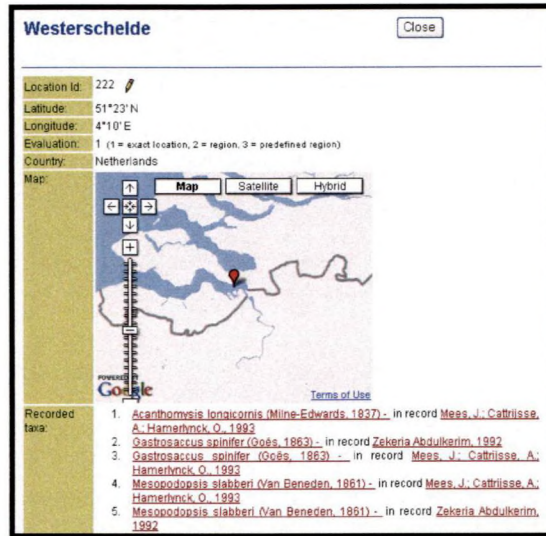 Westerschelde
Close
Location Id: 222
Latitude: 51°23' N
Longitude: 4°10' E
Evaluation: 1 (1 = exact location, 2 = region, 3 = predefined region)
Country: Netherlands
Map:
Map Satellite Hybrid
POWERED BY
Google
Terms of Use
Recorded taxa:
1. Acanthomysis longicornis (Milne-Edwards, 1837) - in record Mees, J.; Cattrijsse,
A.; Hamerlynck, O., 1993
2. Gastrosaccus spinifer (Goës, 1863) - in record Zekeria Abdulkerim, 1992
3. Gastrosaccus spinifer (Goës, 1863) - in record Mees, J.; Cattrijsse, A.;
Hamerlynck, O., 1993
4. Mesopodopsis slabberi (Van Beneden, 1861) - in record Mees, J.; Cattrijsse, A.;
Hamerlynck, O., 1993
5. Mesopodopsis slabberi (Van Beneden, 1861) - in record Zekeria Abdulkerim,
1992